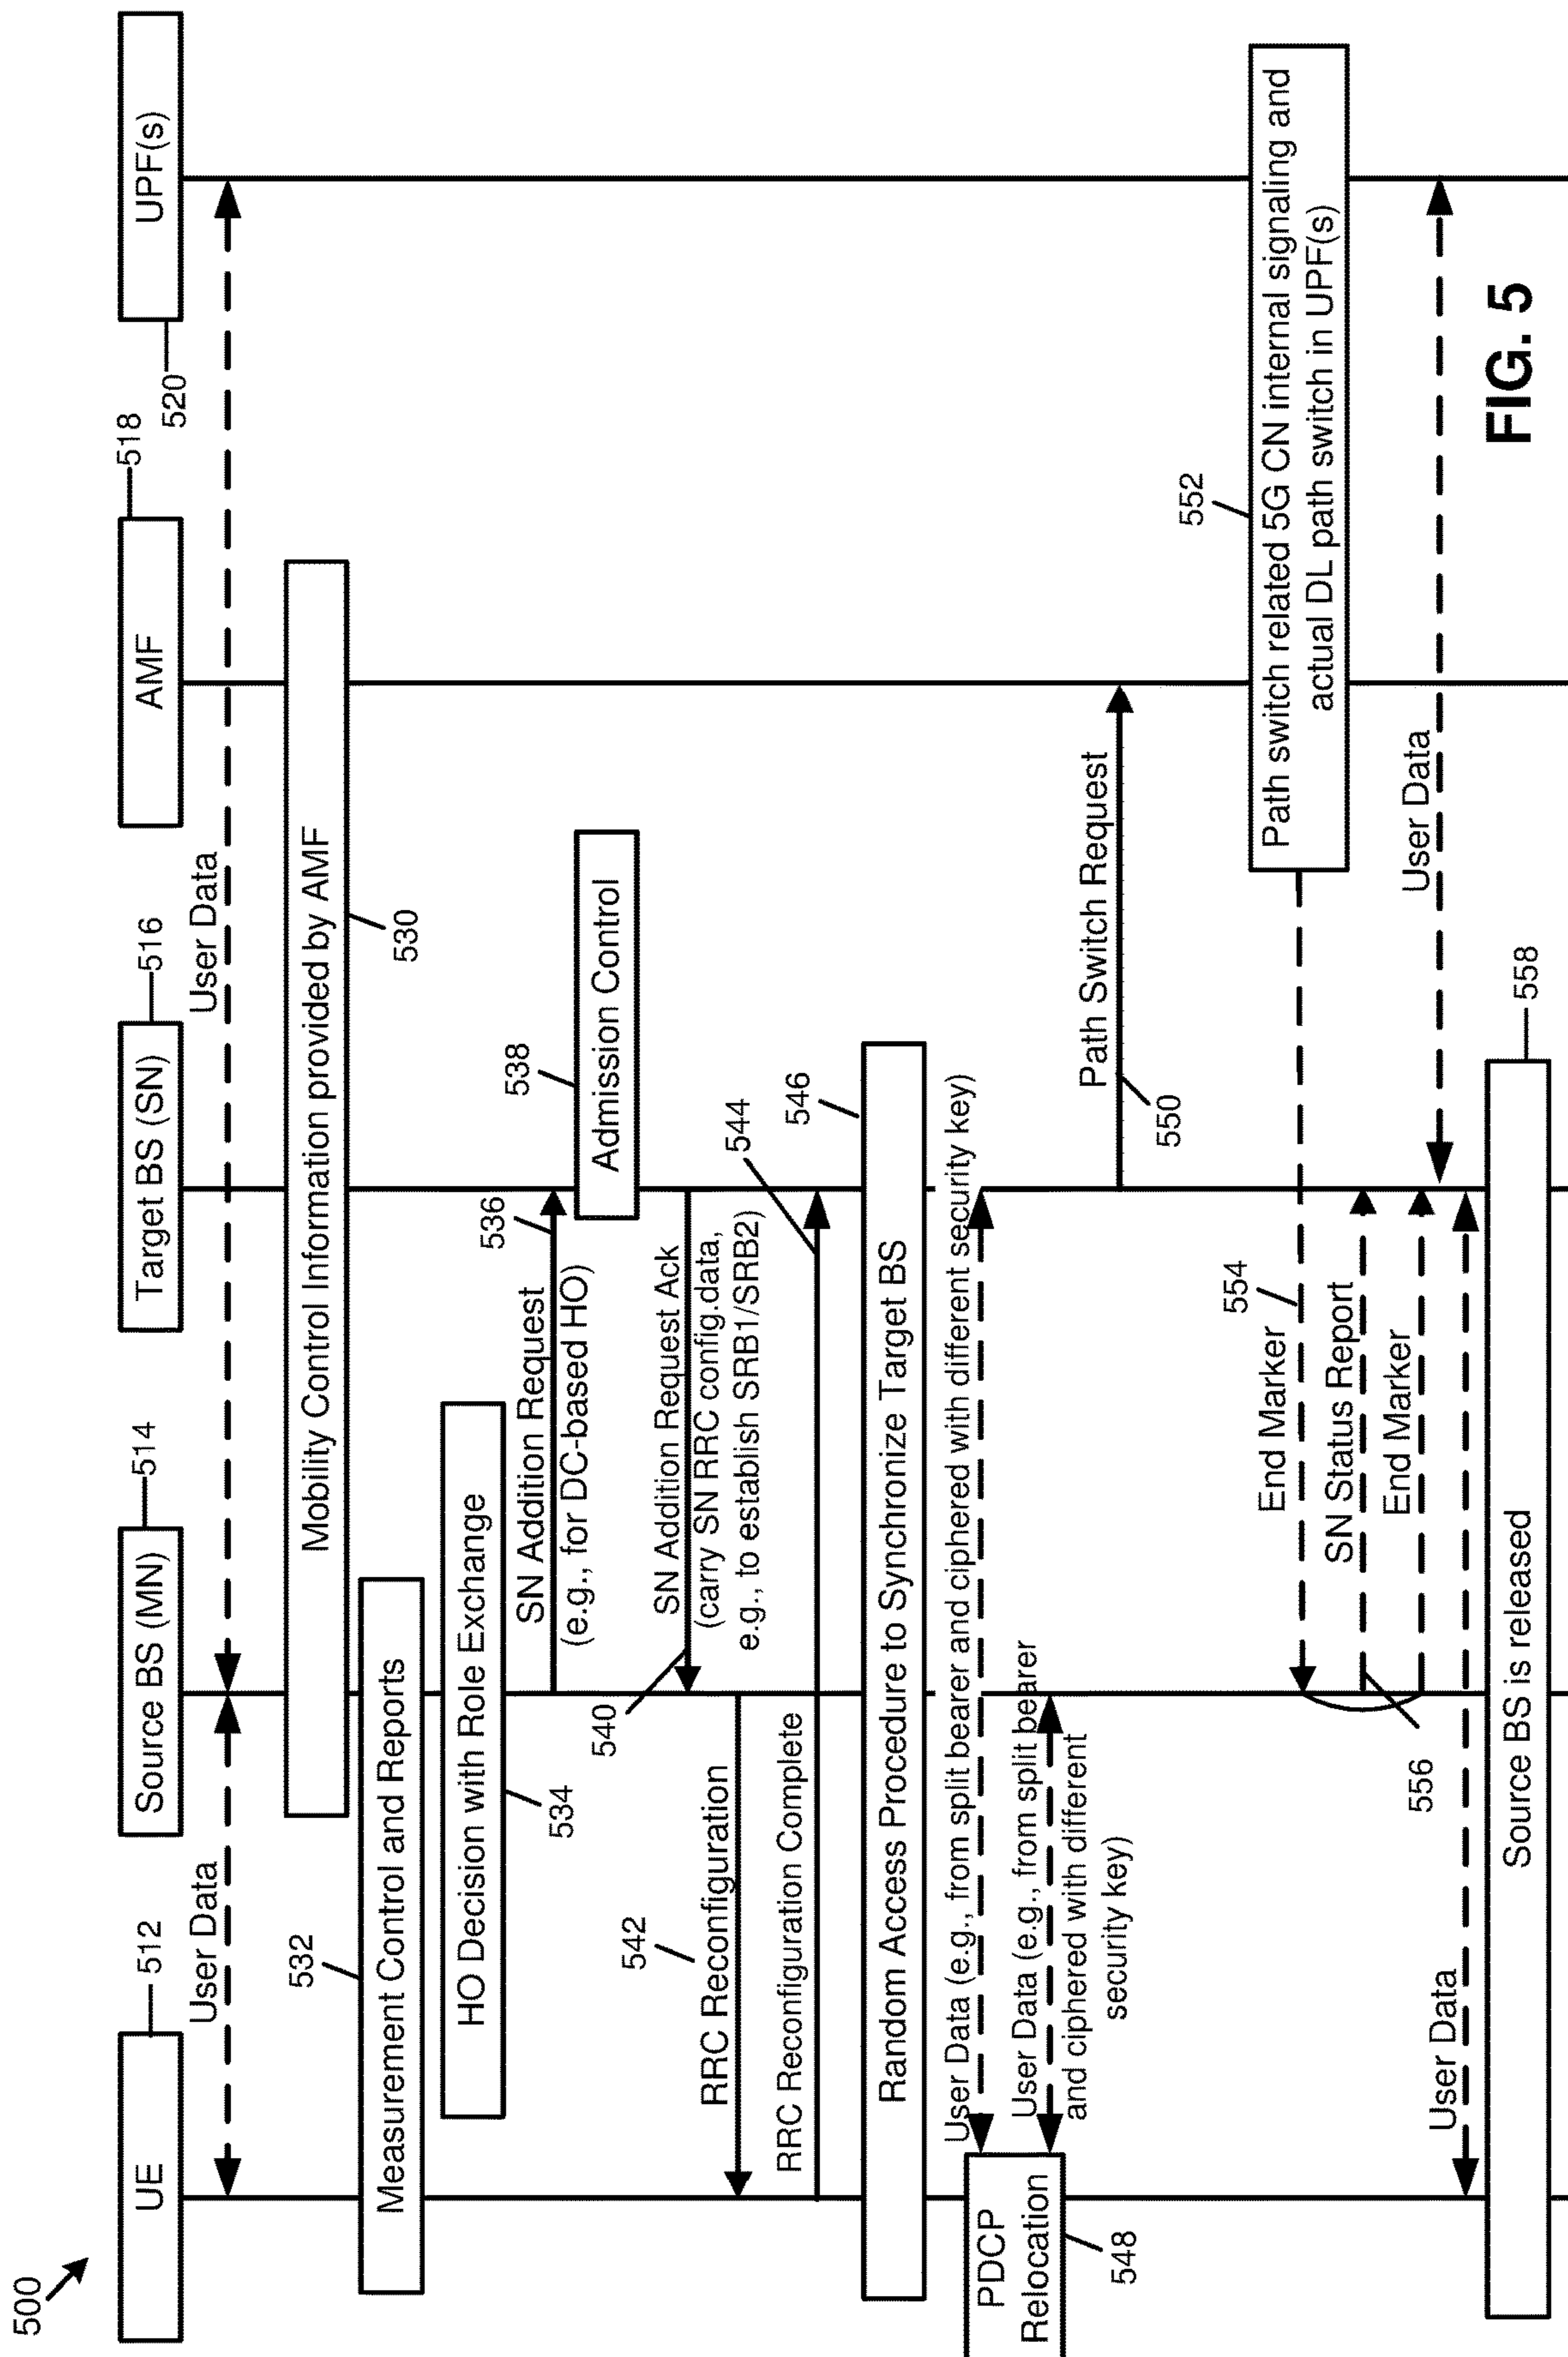 500
UE
512
Source BS (MN)
514
Target BS (SN)
516
AMF
518
UPF(s)
520
User Data
User Data
Mobility Control Information provided by AMF
530
532
Measurement Control and Reports
HO Decision with Role Exchange
534
SN Addition Request
(e.g., for DC-based HO)
536
538
Admission Control
SN Addition Request Ack
(carry SN RRC config.data,
e.g., to establish SRB1/SRB2)
540
542
RRC Reconfiguration
RRC Reconfiguration Complete
544
546
Random Access Procedure to Synchronize Target BS
User Data (e.g., from split bearer and ciphered with different security key)
PDCP
Relocation
548
User Data (e.g., from split bearer
and ciphered with different
security key)
Path Switch Request
550
552
Path switch related 5G CN internal signaling and
actual DL path switch in UPF(s)
End Marker
554
SN Status Report
End Marker
556
User Data
User Data
Source BS is released
558
FIG. 5